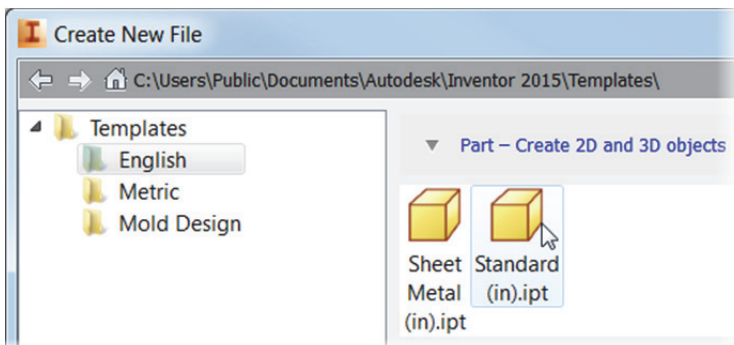 Create New File
C:\Users\Public\Documents\Autodesk\Inventor 2015\Templates\
Templates
English
Metric
Mold Design
Part – Create 2D and 3D objects
Sheet
Metal
(in).ipt
Standard
(in).ipt